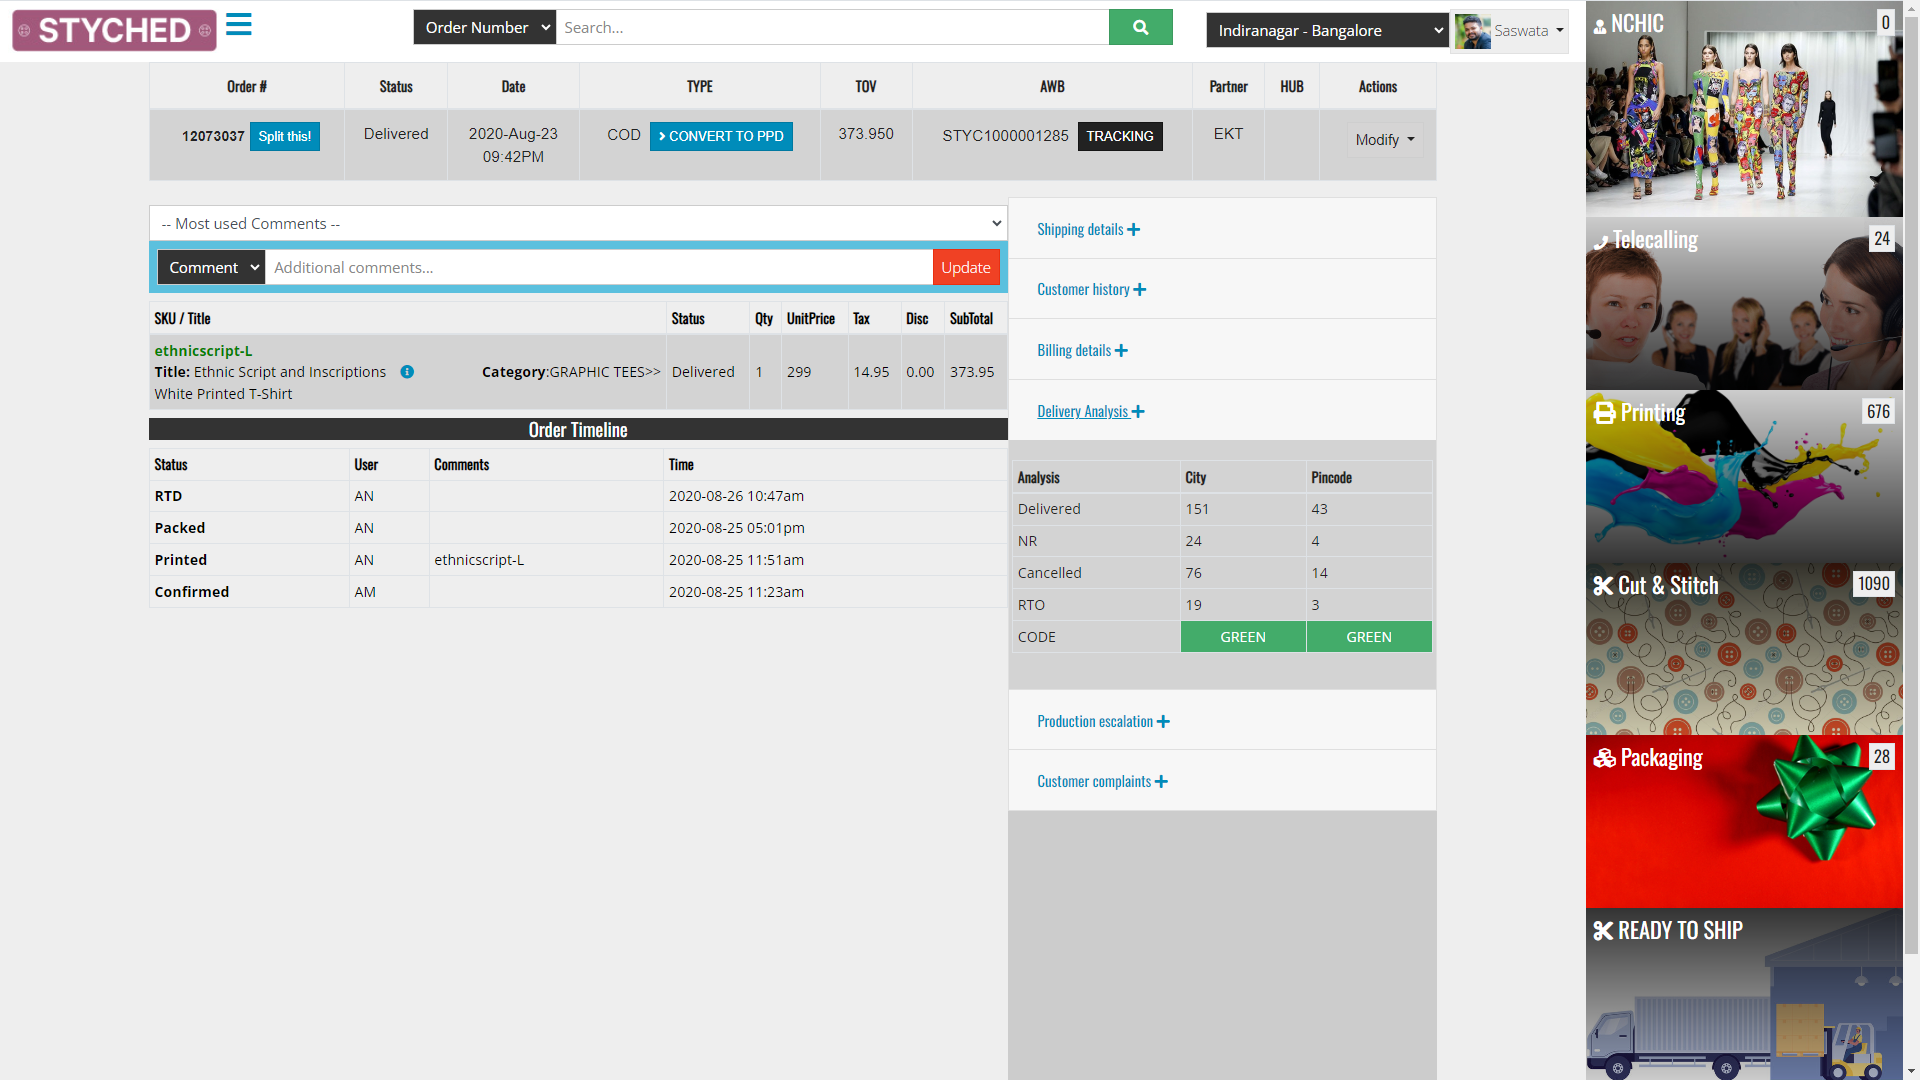 STYCHED
Order Number
Search...
Indiranagar - Bangalore
Saswata
Order # Status Date TYPE TOV AWB Partner HUB Actions
12073037 Split this! Delivered 2020-Aug-23 COD CONVERT TO PPD 373.950 STYC1000001285 TRACKING EKT Modify
09:42PM
-- Most used Comments --
Comment Additional comments... Update
SKU / Title Status Qty UnitPrice Tax Disc SubTotal
ethnicscript-L
Title: Ethnic Script and Inscriptions Category:GRAPHIC TEES>> Delivered 1 299 14.95 0.00 373.95
White Printed T-Shirt
Order Timeline
Status User Comments Time
RTD AN 2020-08-26 10:47am
Packed AN 2020-08-25 05:01pm
Printed AN ethnicscript-L 2020-08-25 11:51am
Confirmed AM 2020-08-25 11:23am
Shipping details
Customer history
Billing details
Delivery Analysis
Analysis City Pincode
Delivered 151 43
NR 24 4
Cancelled 76 14
RTO 19 3
CODE GREEN GREEN
Production escalation
Customer complaints
NCHIC 0
Telecalling 24
Printing 676
Cut & Stitch 1090
Packaging 28
READY TO SHIP